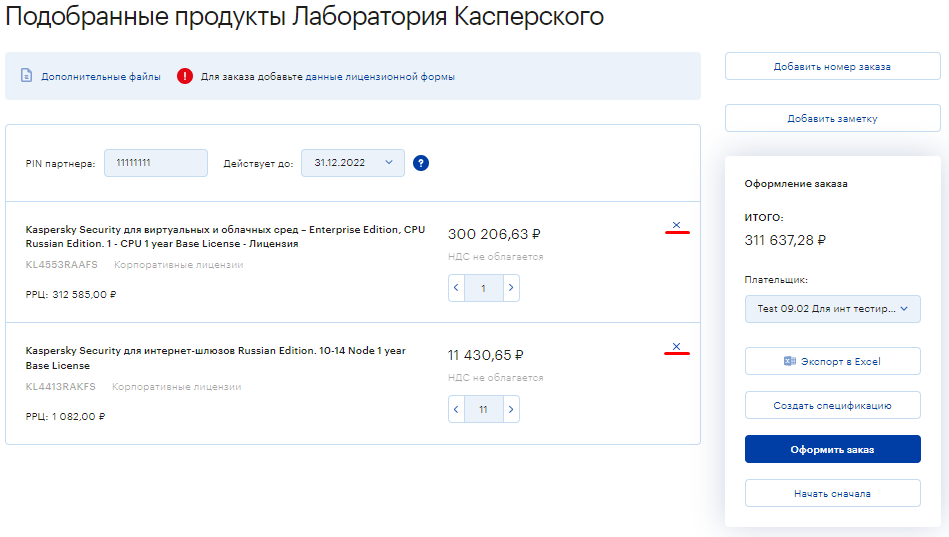 Подобранные продукты Лаборатория Касперского
Дополнительные файлы
! Для заказа добавьте данные лицензионной формы
Добавить номер заказа
Добавить заметку
PIN партнера: 11111111 Действует до: 31.12.2022 ?
Kaspersky Security для виртуальных и облачных сред – Enterprise Edition, CPU
Russian Edition. 1 - CPU 1 year Base License - Лицензия
KL4553RAAFS Корпоративные лицензии
РРЦ: 312 585,00 ₽
300 206,63 ₽
НДС не облагается
1
Kaspersky Security для интернет-шлюзов Russian Edition. 10-14 Node 1 year
Base License
KL4413RAKFS Корпоративные лицензии
РРЦ: 1 082,00 ₽
11 430,65 ₽
НДС не облагается
11
Оформление заказа
ИТОГО:
311 637,28 ₽
Плательщик:
Test 09.02 Для инт тестир...
Экспорт в Excel
Создать спецификацию
Оформить заказ
Начать сначала